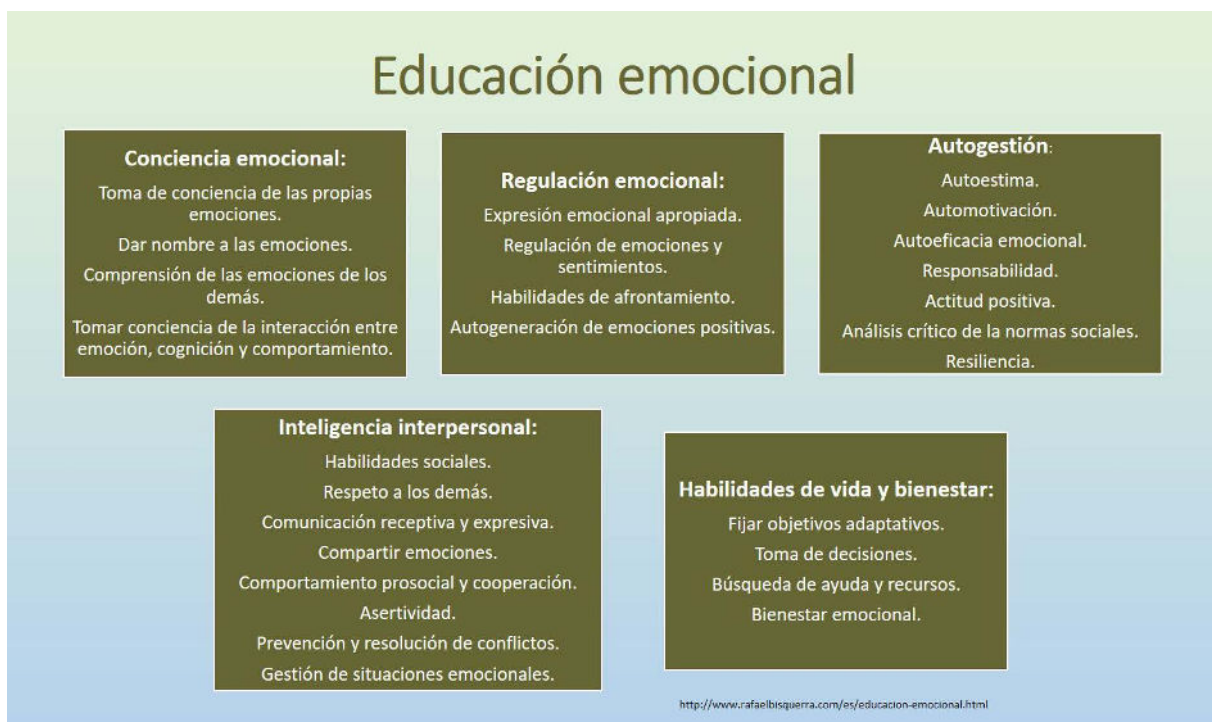 Educación emocional
Conciencia emocional:
Toma de conciencia de las propias
emociones.
Dar nombre a las emociones.
Comprensión de las emociones de los
demás.
Tomar conciencia de la interacción entre
emoción, cognición y comportamiento.
Regulación emocional:
Expresión emocional apropiada.
Regulación de emociones y
sentimientos.
Habilidades de afrontamiento.
Autogeneración de emociones positivas.
Autogestión:
Autoestima.
Automotivación.
Autoeficacia emocional.
Responsabilidad.
Actitud positiva.
Análisis crítico de la normas sociales.
Resiliencia.
Inteligencia interpersonal:
Habilidades sociales.
Respeto a los demás.
Comunicación receptiva y expresiva.
Compartir emociones.
Comportamiento prosocial y cooperación.
Asertividad.
Prevención y resolución de conflictos.
Gestión de situaciones emocionales.
Habilidades de vida y bienestar:
Fijar objetivos adaptativos.
Toma de decisiones.
Búsqueda de ayuda y recursos.
Bienestar emocional.
http://www.rafaelbisquerra.com/es/educacion-emocional.html